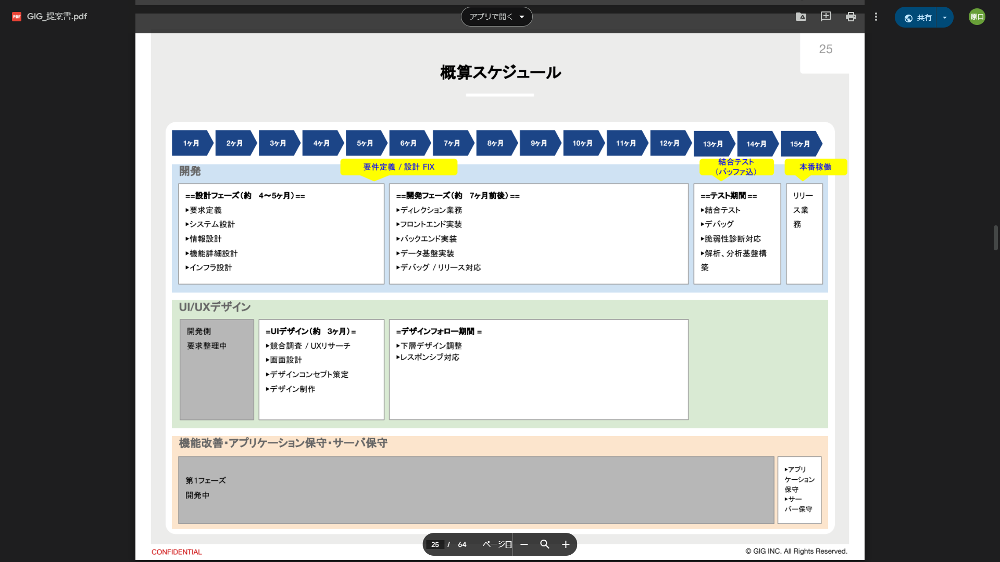 GIG_提案書.pdf
アプリで開く
共有
原口
25
概算スケジュール
1ヶ月 2ヶ月 3ヶ月 4ヶ月 5ヶ月 6ヶ月 7ヶ月 8ヶ月 9ヶ月 10ヶ月 11ヶ月 12ヶ月 13ヶ月 14ヶ月 15ヶ月
開発
要件定義 / 設計 FIX
結合テスト
（バッファ込）
本番稼働
==設計フェーズ（約 4〜5ヶ月）==
▶要求定義
▶システム設計
▶情報設計
▶機能詳細設計
▶インフラ設計
==開発フェーズ（約 7ヶ月前後）==
▶ディレクション業務
▶フロントエンド実装
▶バックエンド実装
▶データ基盤実装
▶デバッグ / リリース対応
==テスト期間==
▶結合テスト
▶デバッグ
▶脆弱性診断対応
▶解析、分析基盤構
築
リリー
ス業
務
UI/UXデザイン
開発側
要求整理中
=UIデザイン（約 3ヶ月）=
▶競合調査 / UXリサーチ
▶画面設計
▶デザインコンセプト策定
▶デザイン制作
=デザインフォロー期間 =
▶下層デザイン調整
▶レスポンシブ対応
機能改善・アプリケーション保守・サーバ保守
第1フェーズ
開発中
▶アプリ
ケーション
保守
▶サー
バー保守
25 / 64 ページ目
CONFIDENTIAL
© GIG INC. All Rights Reserved.